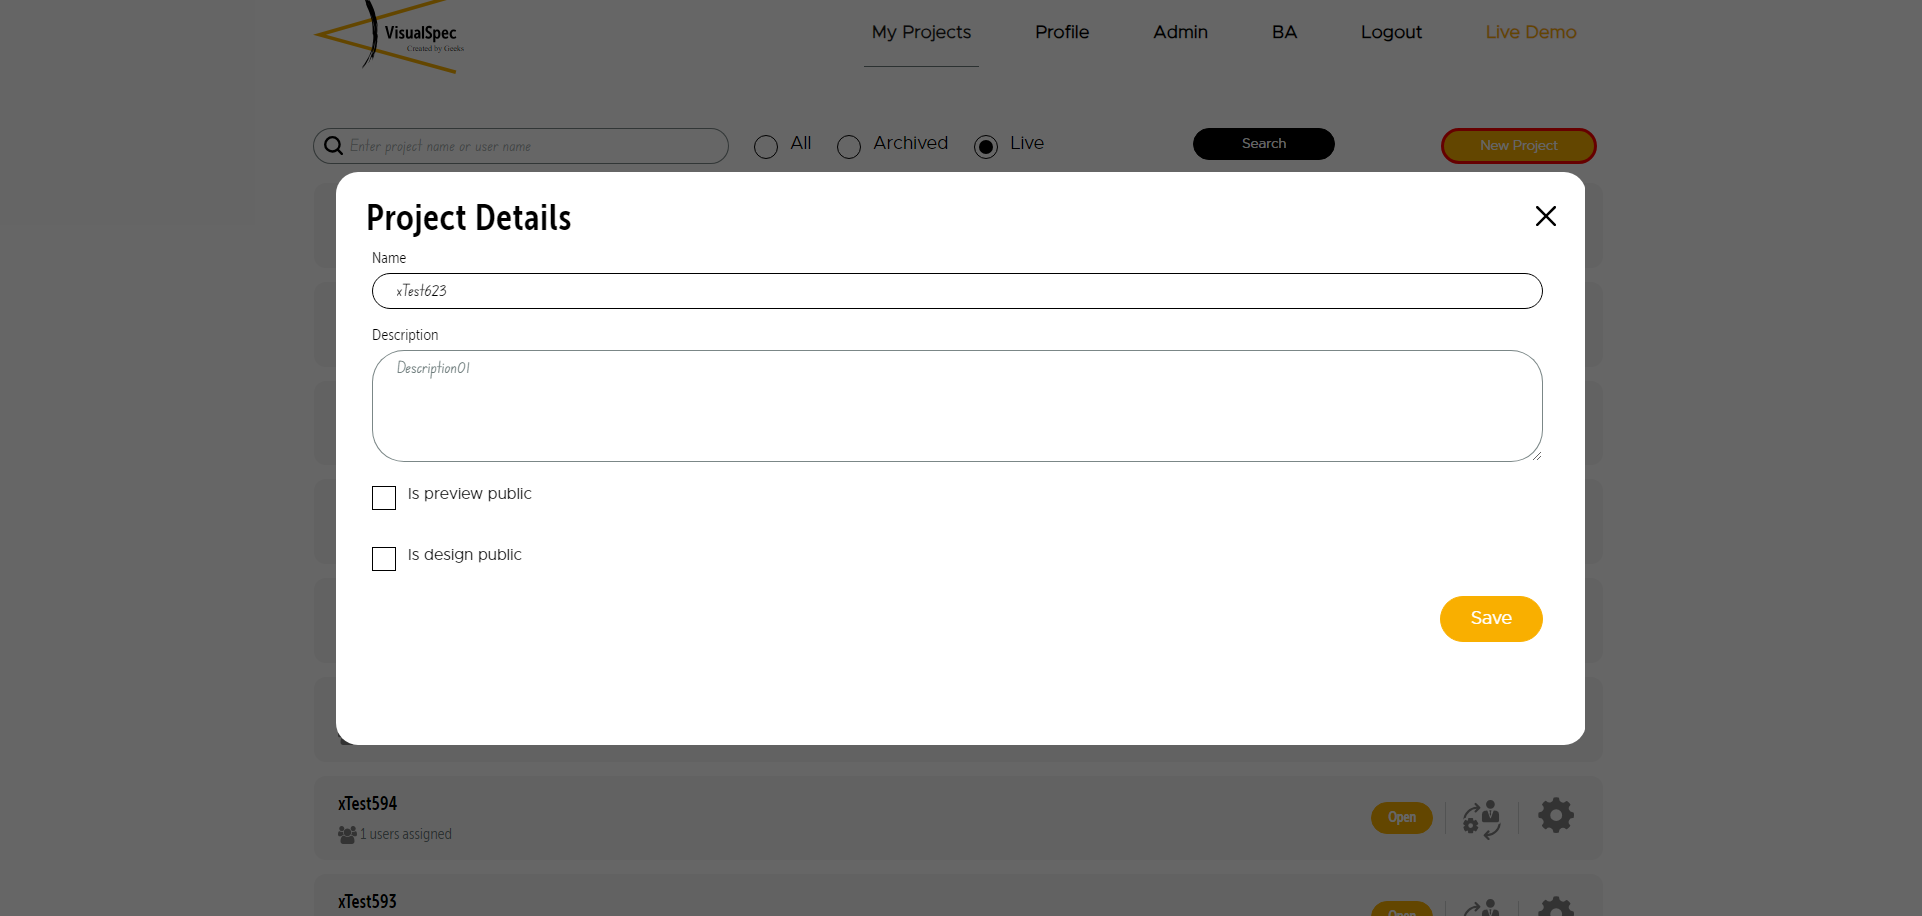 VisualSpec
Created by Geeks
My Projects
Profile
Admin
BA
Logout
Live Demo
Enter project name or user name
All
Archived
Live
Search
New Project
Project Details
Name
xTest623
Description
Description01
Is preview public
Is design public
Save
xTest594
1 users assigned
Open
xTest593
Open